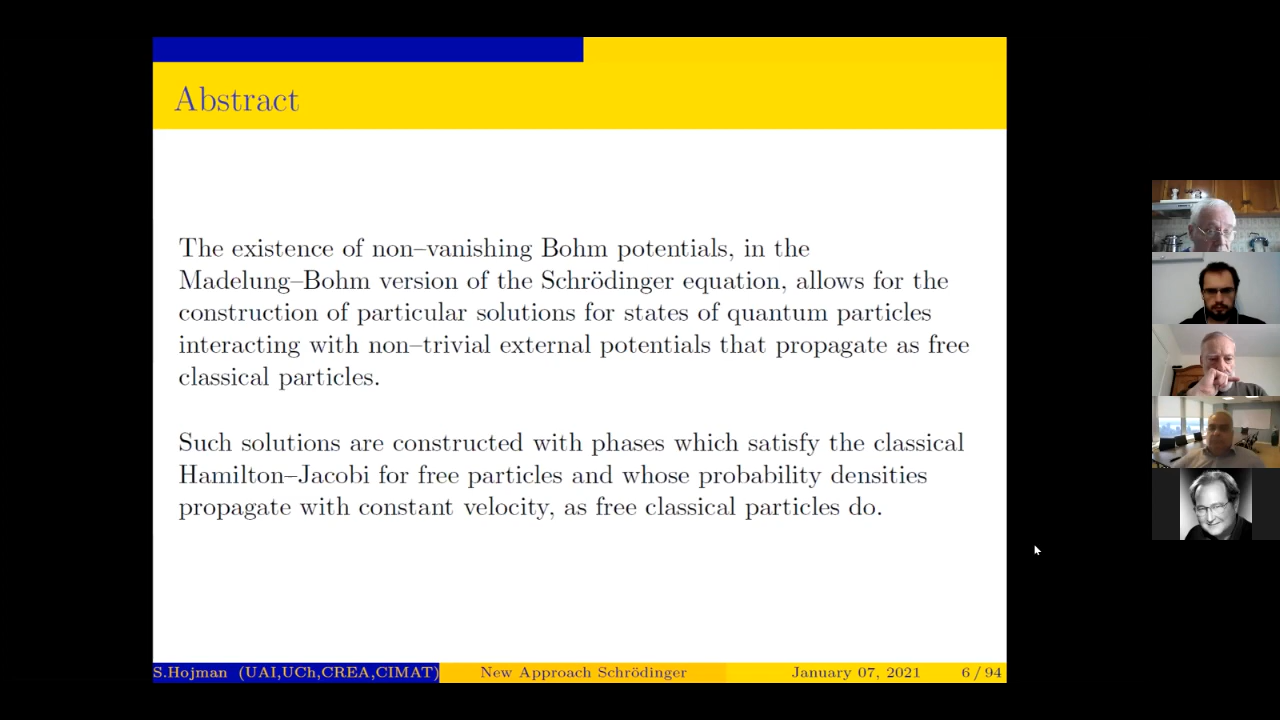 Abstract
The existence of non–vanishing Bohm potentials, in the
Madelung–Bohm version of the Schrödinger equation, allows for the
construction of particular solutions for states of quantum particles
interacting with non–trivial external potentials that propagate as free
classical particles.
Such solutions are constructed with phases which satisfy the classical
Hamilton–Jacobi for free particles and whose probability densities
propagate with constant velocity, as free classical particles do.
S.Hojman (UAI,UCh,CREA,CIMAT) New Approach Schrödinger January 07, 2021 6 / 94